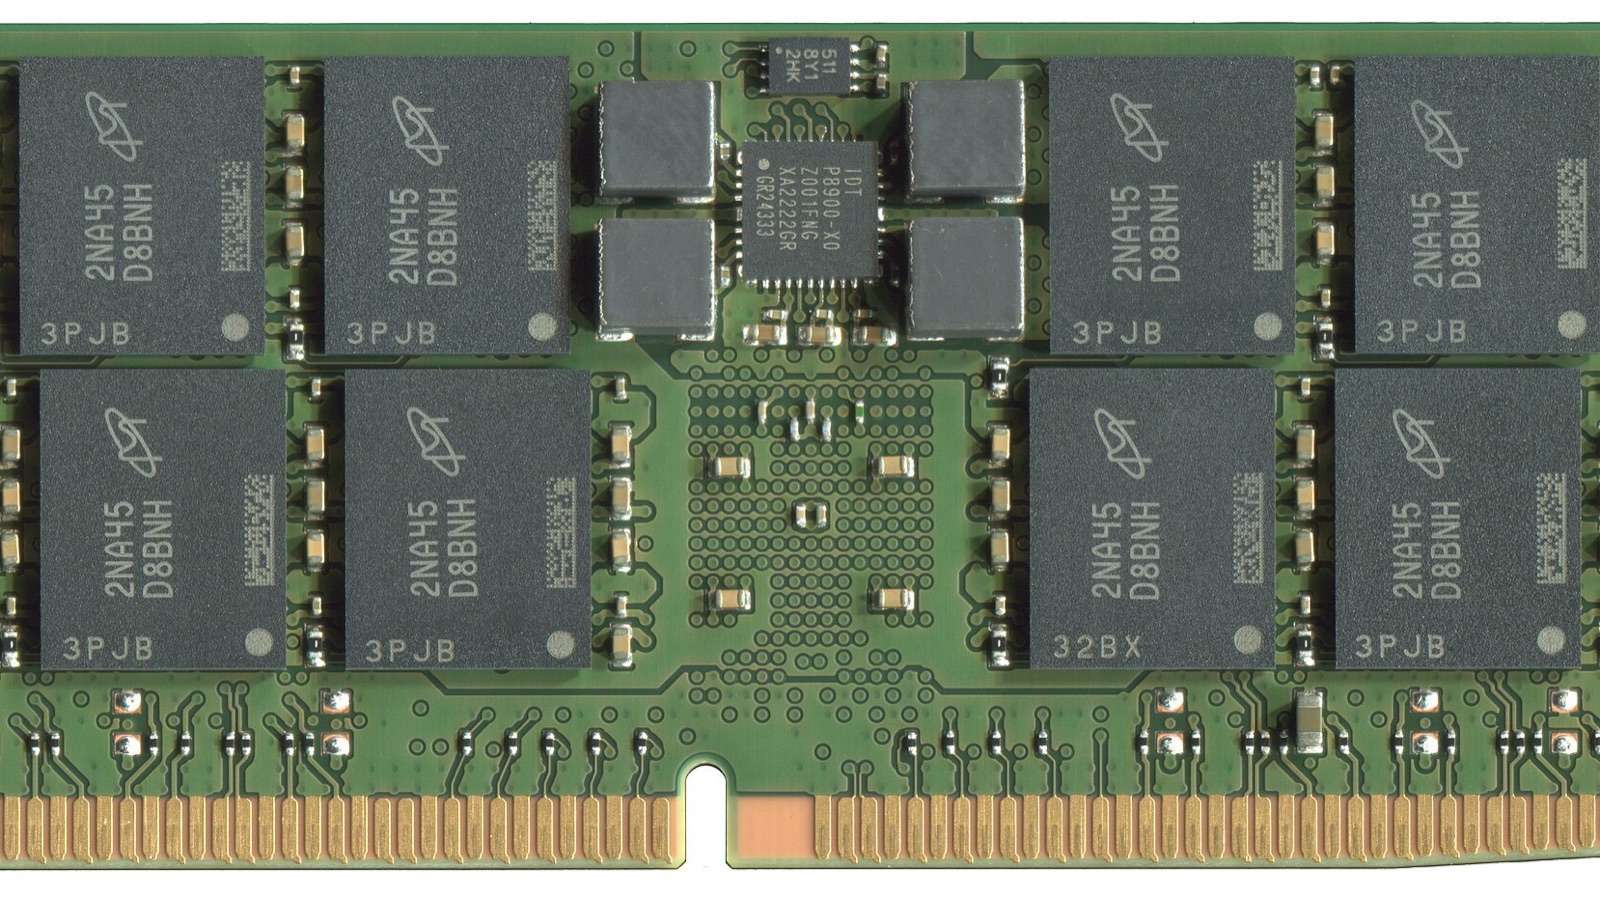 2NA45
D8BNH
3PJB
2NA45
D8BNH
3PJB
511
8Y1
2HK
IDT
P8900-X0
Z001FNG
XA2222GR
GR24333
2NA45
D8BNH
3PJB
2NA45
D8BNH
3PJB
2NA45
D8BNH
3PJB
2NA45
D8BNH
3PJB
2NA45
D8BNH
32BX
2NA45
D8BNH
3PJB